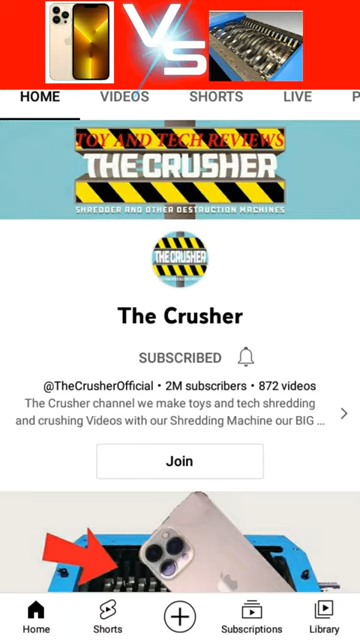 VS
HOME VIDEOS SHORTS LIVE P
TOY AND TECH REVIEWS
THE CRUSHER
SHREDDER AND OTHER DESTRUCTION MACHINES
THE CRUSHER
The Crusher
SUBSCRIBED
@TheCrusherOfficial • 2M subscribers • 872 videos
The Crusher channel we make toys and tech shredding
and crushing Videos with our Shredding Machine our BIG ...
Join
Home Shorts Subscriptions Library